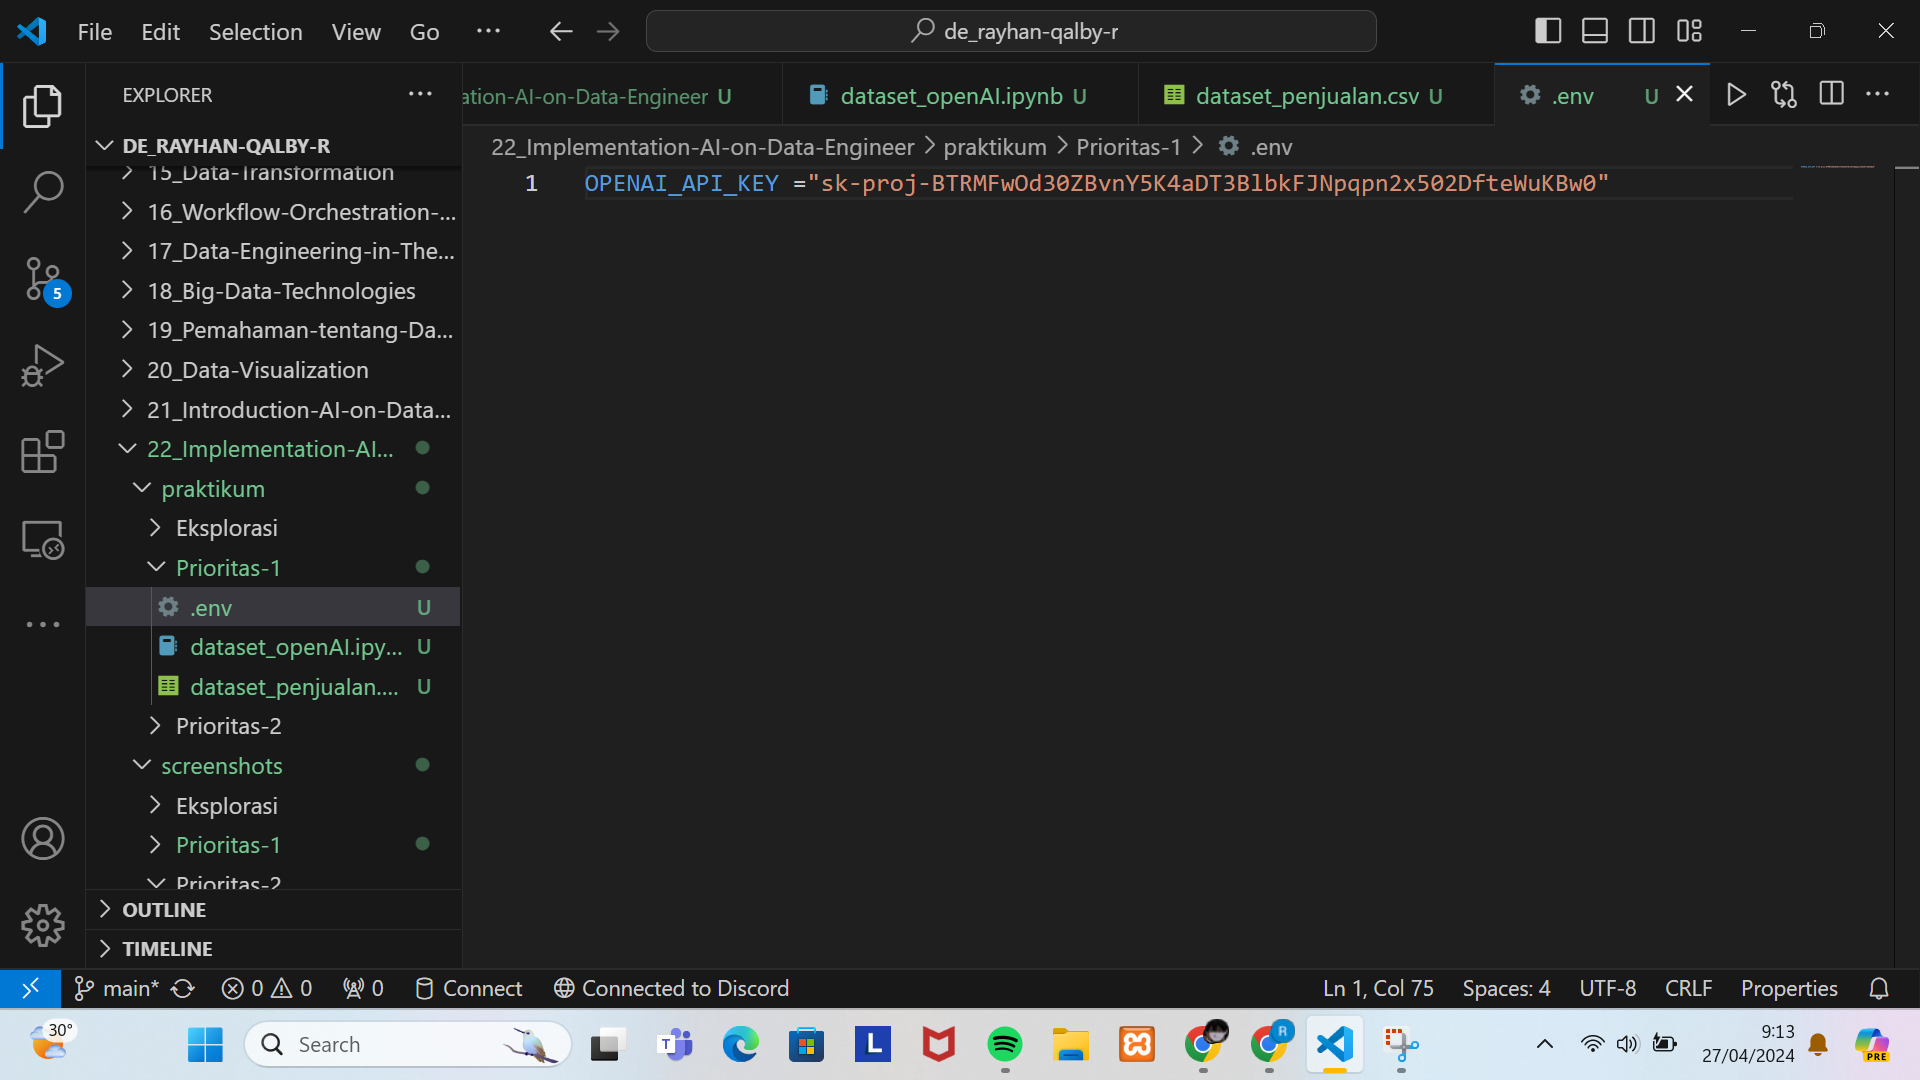 File Edit Selection View Go
de_rayhan-qalby-r
EXPLORER
ation-AI-on-Data-Engineer U
dataset_openAI.ipynb U
dataset_penjualan.csv U
.env U
DE_RAYHAN-QALBY-R
22_Implementation-AI-on-Data-Engineer > praktikum > Prioritas-1 > .env
1 OPENAI_API_KEY ="sk-proj-BTRMFwOd30ZBvnY5K4aDT3BlbkFJNpqpn2x502DfteWuKBw0"
15_Data-Transformation
16_Workflow-Orchestration-...
17_Data-Engineering-in-The...
18_Big-Data-Technologies
19_Pemahaman-tentang-Da...
20_Data-Visualization
21_Introduction-AI-on-Data...
22_Implementation-AI...
praktikum
Eksplorasi
Prioritas-1
.env U
dataset_openAI.ipy... U
dataset_penjualan.... U
Prioritas-2
screenshots
Eksplorasi
Prioritas-1
Prioritas-2
OUTLINE
TIMELINE
5
main* 0 0 0 Connect Connected to Discord
Ln 1, Col 75 Spaces: 4 UTF-8 CRLF Properties
30°
Search
T
L
R
9:13
27/04/2024
PRE